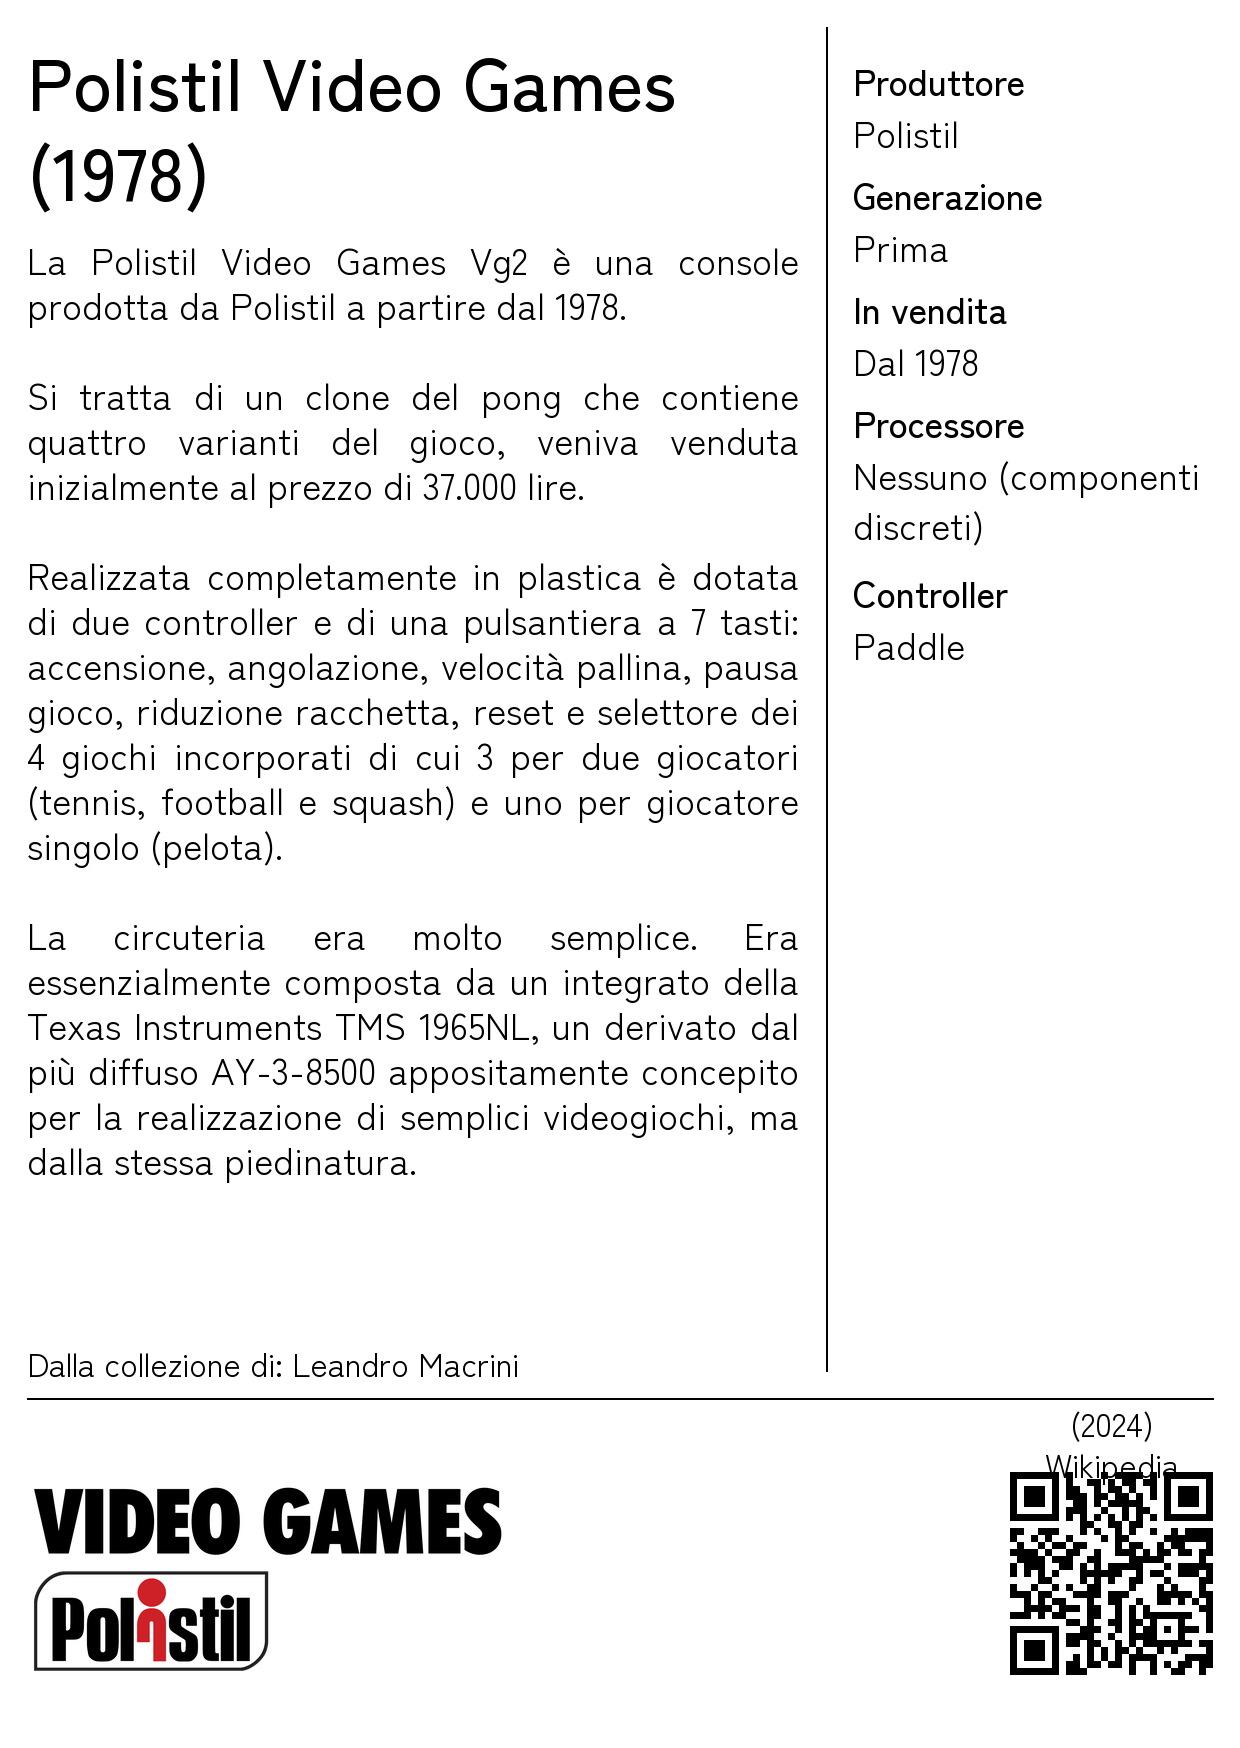 Polistil Video Games
(1978)
La Polistil Video Games Vg2 è una console
prodotta da Polistil a partire dal 1978.
Si tratta di un clone del pong che contiene
quattro varianti del gioco, veniva venduta
inizialmente al prezzo di 37.000 lire.
Realizzata completamente in plastica è dotata
di due controller e di una pulsantiera a 7 tasti:
accensione, angolazione, velocità pallina, pausa
gioco, riduzione racchetta, reset e selettore dei
4 giochi incorporati di cui 3 per due giocatori
(tennis, football e squash) e uno per giocatore
singolo (pelota).
La circuteria era molto semplice. Era
essenzialmente composta da un integrato della
Texas Instruments TMS 1965NL, un derivato dal
più diffuso AY-3-8500 appositamente concepito
per la realizzazione di semplici videogiochi, ma
dalla stessa piedinatura.
Dalla collezione di: Leandro Macrini
Produttore
Polistil
Generazione
Prima
In vendita
Dal 1978
Processore
Nessuno (componenti
discreti)
Controller
Paddle
(2024)
Wikipedia
VIDEO GAMES
Polistil